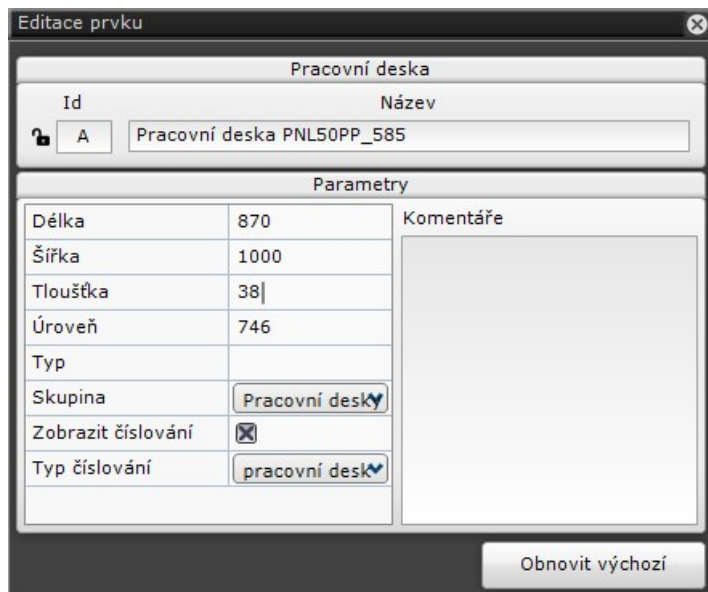 Editace prvku
Pracovní deska
Id Název
A Pracovní deska PNL50PP_585
Parametry
Délka 870
Šířka 1000
Tloušťka 38
Úroveň 746
Typ
Skupina Pracovní desky
Zobrazit číslování
Typ číslování pracovní desk
Komentáře
Obnovit výchozí